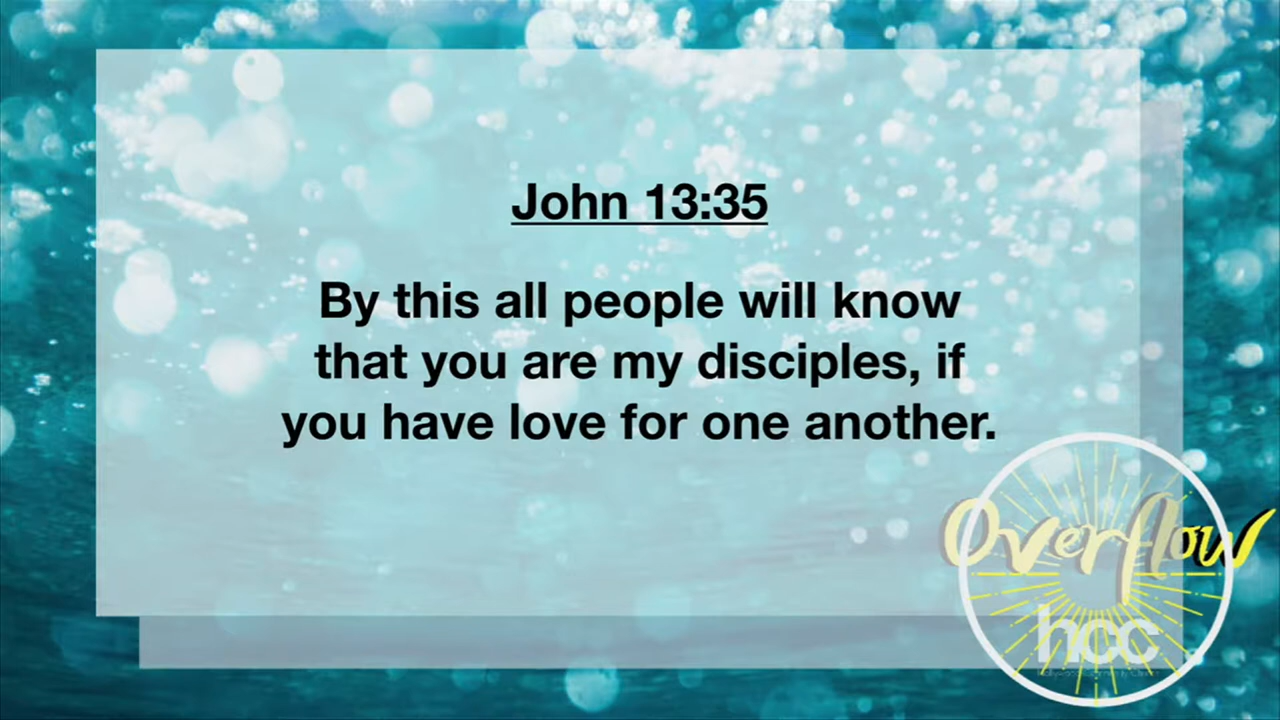 John 13:35
By this all people will know
that you are my disciples, if
you have love for one another.
Overflow
hcc